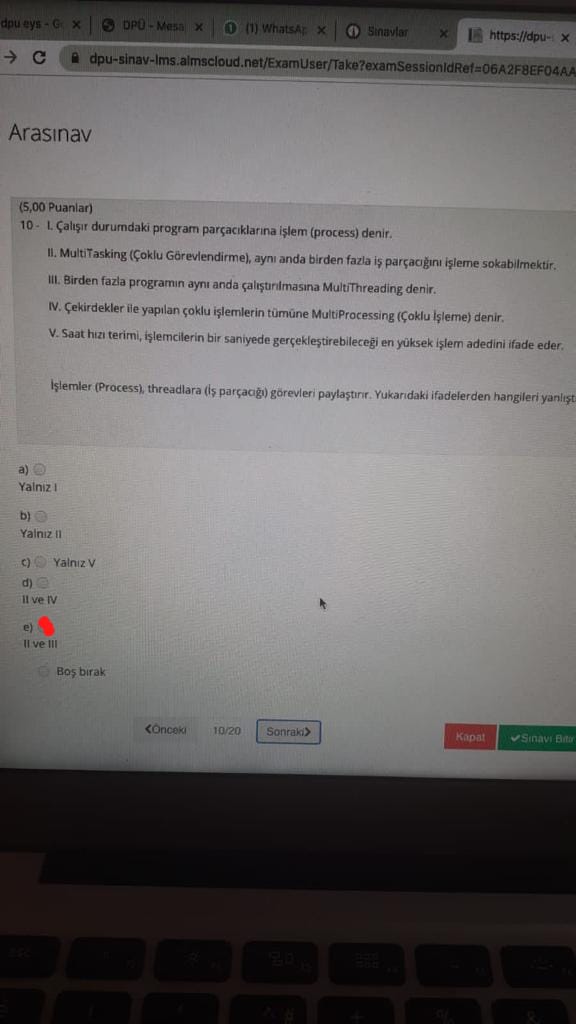 dpu eys - G
DPÜ - Mesa
(1) WhatsAp
Sınavlar
https://dpu-
dpu-sinav-lms.almscloud.net/ExamUser/Take?examSessionIdRef=06A2F8EF04AA
Arasınav
(5,00 Puanlar)
10 - I. Çalışır durumdaki program parçacıklarına işlem (process) denir.
II. MultiTasking (Çoklu Görevlendirme), aynı anda birden fazla iş parçacığını işleme sokabilmektir.
III. Birden fazla programın aynı anda çalıştırılmasına MultiThreading denir.
IV. Çekirdekler ile yapılan çoklu işlemlerin tümüne MultiProcessing (Çoklu İşleme) denir.
V. Saat hızı terimi, işlemcilerin bir saniyede gerçekleştirebileceği en yüksek işlem adedini ifade eder.
İşlemler (Process), threadlara (İş parçacığı) görevleri paylaştırır. Yukarıdaki ifadelerden hangileri yanlışt
a)
Yalnız I
b)
Yalnız II
c) Yalnız V
d)
II ve IV
e)
II ve III
Boş bırak
Önceki
10/20
Sonraki
Kapat
Sınavı Bitir